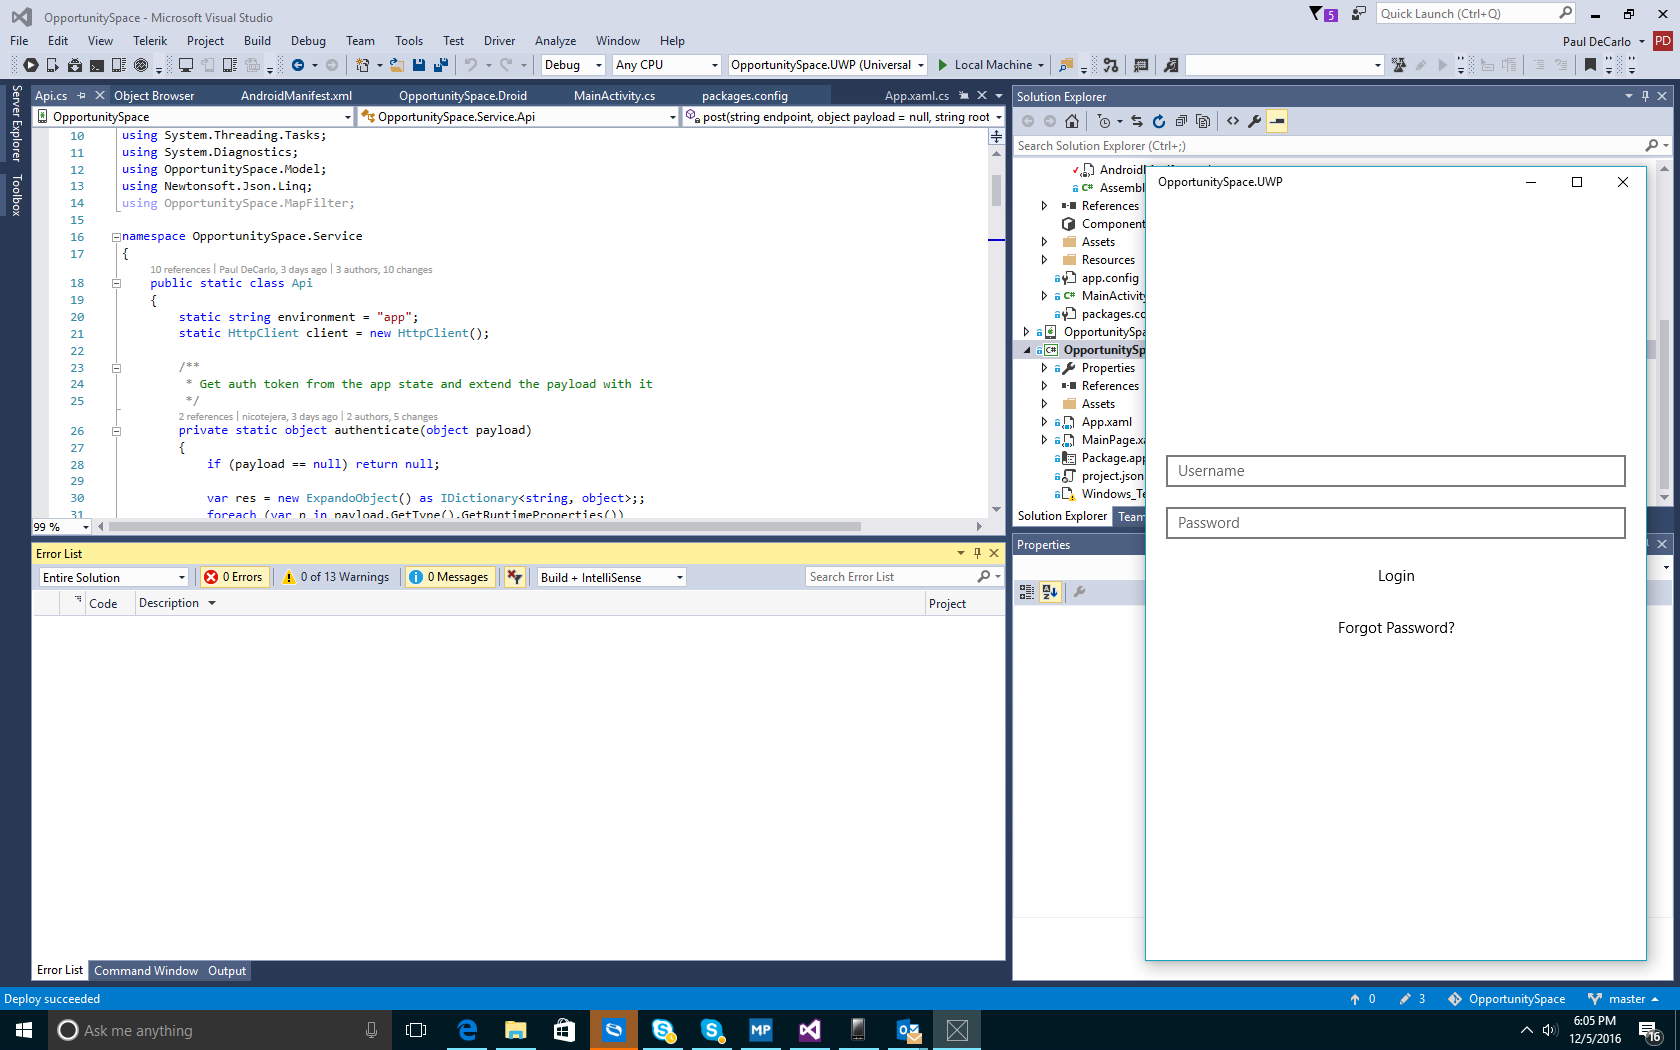 OpportunitySpace - Microsoft Visual Studio
5
Quick Launch (Ctrl+Q)
File Edit View Telerik Project Build Debug Team Tools Test Driver Analyze Window Help
Paul DeCarlo PD
Debug Any CPU OpportunitySpace.UWP (Universal Local Machine
Server Explorer
Toolbox
Api.cs Object Browser AndroidManifest.xml OpportunitySpace.Droid MainActivity.cs packages.config App.xaml.cs
OpportunitySpace OpportunitySpace.Service.Api post(string endpoint, object payload = null, string root
10 using System.Threading.Tasks;
11 using System.Diagnostics;
12 using OpportunitySpace.Model;
13 using Newtonsoft.Json.Linq;
14 using OpportunitySpace.MapFilter;
15
16 namespace OpportunitySpace.Service
17 {
10 references | Paul DeCarlo, 3 days ago | 3 authors, 10 changes
18 public static class Api
19 {
20 static string environment = "app";
21 static HttpClient client = new HttpClient();
22
23 /**
24 * Get auth token from the app state and extend the payload with it
25 */
2 references | nicotejera, 3 days ago | 2 authors, 5 changes
26 private static object authenticate(object payload)
27 {
28 if (payload == null) return null;
29
30 var res = new ExpandoObject() as IDictionary<string, object>;;
31 foreach (var p in payload.GetType().GetRuntimeProperties())
99 %
Error List
Entire Solution 0 Errors 0 of 13 Warnings 0 Messages Build + IntelliSense Search Error List
Code Description Project
Error List Command Window Output
Solution Explorer
Search Solution Explorer (Ctrl+;)
C# Assembl
References
Component
Assets
Resources
app.config
C# MainActivity
packages.co
OpportunitySpa
C# OpportunitySp
Properties
References
Assets
App.xaml
MainPage.xa
Package.app
project.json
Windows_Te
Solution Explorer Team
Properties
OpportunitySpace.UWP
Username
Password
Login
Forgot Password?
Deploy succeeded
0 3 OpportunitySpace master
Ask me anything
MP
6:05 PM
12/5/2016
16